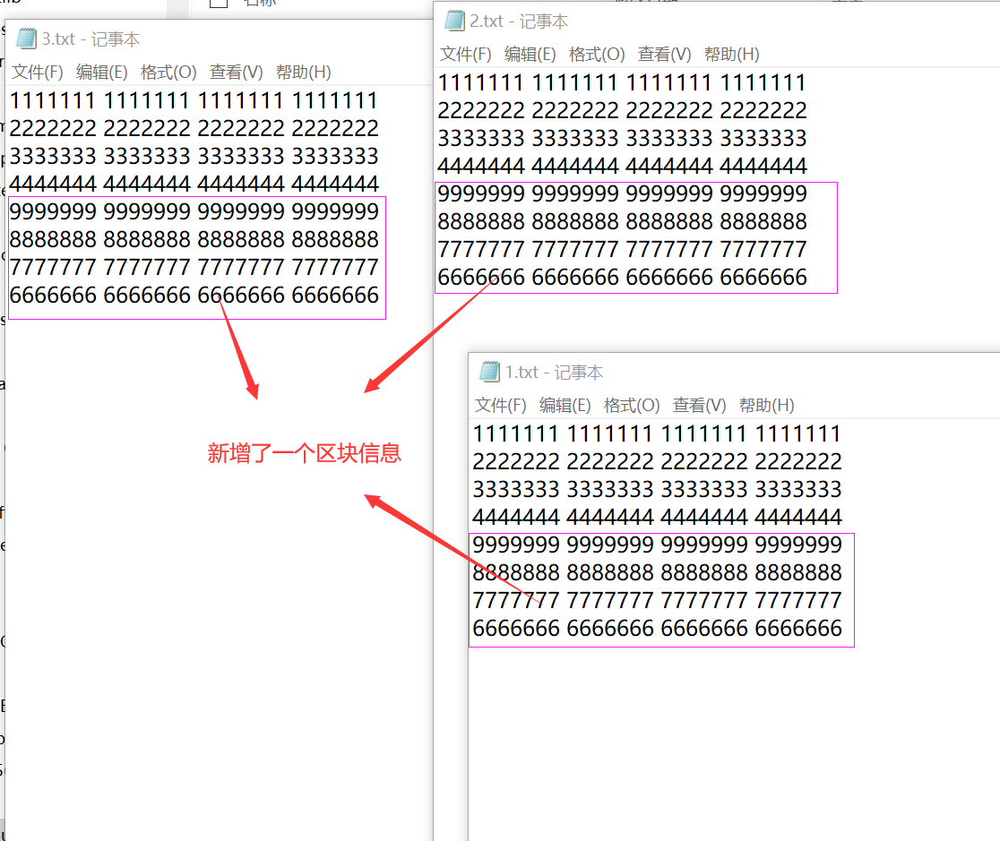 名称
3.txt - 记事本
文件(F) 编辑(E) 格式(O) 查看(V) 帮助(H)
1111111 1111111 1111111 1111111
2222222 2222222 2222222 2222222
3333333 3333333 3333333 3333333
4444444 4444444 4444444 4444444
9999999 9999999 9999999 9999999
8888888 8888888 8888888 8888888
7777777 7777777 7777777 7777777
6666666 6666666 6666666 6666666
2.txt - 记事本
文件(F) 编辑(E) 格式(O) 查看(V) 帮助(H)
1111111 1111111 1111111 1111111
2222222 2222222 2222222 2222222
3333333 3333333 3333333 3333333
4444444 4444444 4444444 4444444
9999999 9999999 9999999 9999999
8888888 8888888 8888888 8888888
7777777 7777777 7777777 7777777
6666666 6666666 6666666 6666666
新增了一个区块信息
1.txt - 记事本
文件(F) 编辑(E) 格式(O) 查看(V) 帮助(H)
1111111 1111111 1111111 1111111
2222222 2222222 2222222 2222222
3333333 3333333 3333333 3333333
4444444 4444444 4444444 4444444
9999999 9999999 9999999 9999999
8888888 8888888 8888888 8888888
7777777 7777777 7777777 7777777
6666666 6666666 6666666 6666666